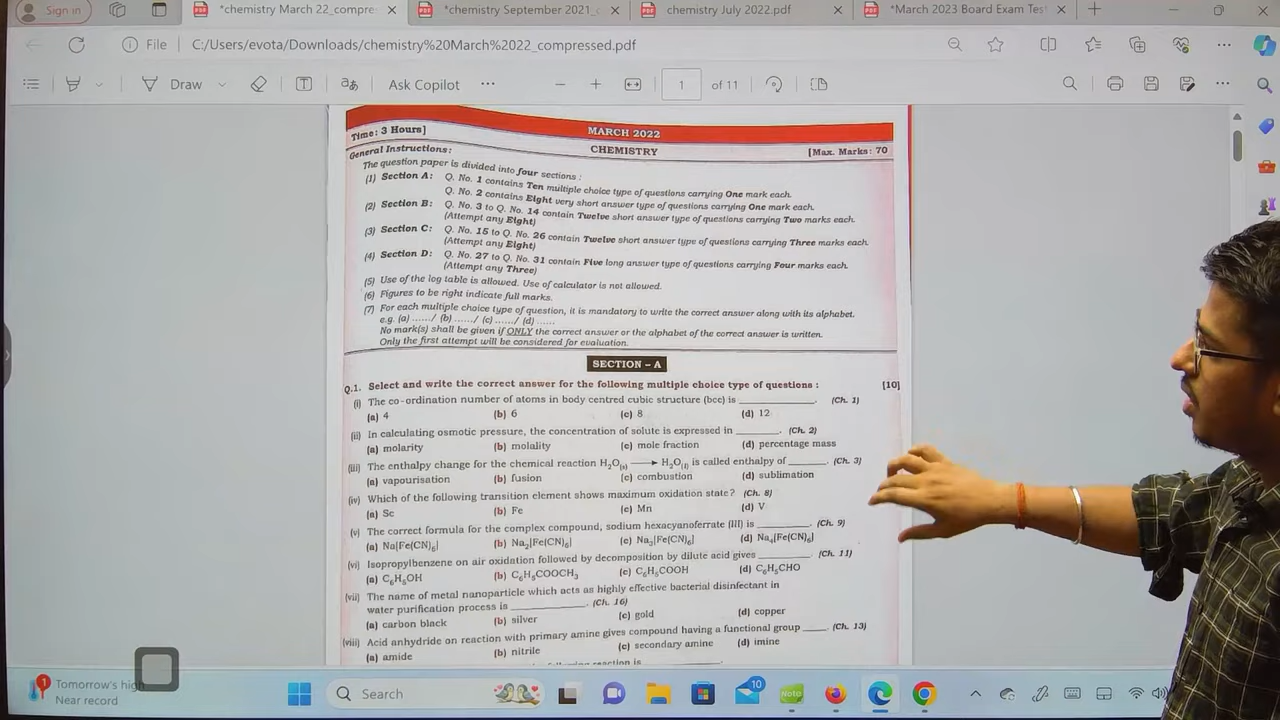 Sign in
*chemistry March 22_compre
*chemistry September 2021_c
chemistry July 2022.pdf
*March 2023 Board Exam Test
File
C:/Users/evota/Downloads/chemistry%20March%2022_compressed.pdf
Draw
aあ
Ask Copilot
1
of 11
Time: 3 Hours]
MARCH 2022
CHEMISTRY
[Max. Marks: 70
General Instructions:
The question paper is divided into four sections :
(1) Section A: Q. No. 1 contains Ten multiple choice type of questions carrying One mark each.
Q. No. 2 contains Eight very short answer type of questions carrying One mark each.
(2) Section B: Q. No. 3 to Q. No. 14 contain Twelve short answer type of questions carrying Two marks each.
(Attempt any Eight)
(3) Section C: Q. No. 15 to Q. No. 26 contain Twelve short answer type of questions carrying Three marks each.
(Attempt any Eight)
(4) Section D: Q. No. 27 to Q. No. 31 contain Five long answer type of questions carrying Four marks each.
(Attempt any Three)
(5) Use of the log table is allowed. Use of calculator is not allowed.
(6) Figures to be right indicate full marks.
(7) For each multiple choice type of question, it is mandatory to write the correct answer along with its alphabet.
e.g. (a) ....../ (b) ....../ (c) ....../ (d) ......
No mark(s) shall be given if ONLY the correct answer or the alphabet of the correct answer is written.
Only the first attempt will be considered for evaluation.
SECTION – A
Q.1. Select and write the correct answer for the following multiple choice type of questions : [10]
(i) The co-ordination number of atoms in body centred cubic structure (bcc) is ____________. (Ch. 1)
(a) 4 (b) 6 (c) 8 (d) 12
(ii) In calculating osmotic pressure, the concentration of solute is expressed in _______. (Ch. 2)
(a) molarity (b) molality (c) mole fraction (d) percentage mass
(iii) The enthalpy change for the chemical reaction H₂O₍ₛ₎ ⟶ H₂O₍ₗ₎ is called enthalpy of ______. (Ch. 3)
(a) vapourisation (b) fusion (c) combustion (d) sublimation
(iv) Which of the following transition element shows maximum oxidation state? (Ch. 8)
(a) Sc (b) Fe (c) Mn (d) V
(v) The correct formula for the complex compound, sodium hexacyanoferrate (III) is ________. (Ch. 9)
(a) Na[Fe(CN)₆] (b) Na₂[Fe(CN)₆] (c) Na₃[Fe(CN)₆] (d) Na₄[Fe(CN)₆]
(vi) Isopropylbenzene on air oxidation followed by decomposition by dilute acid gives ________. (Ch. 11)
(a) C₆H₅OH (b) C₆H₅COOCH₃ (c) C₆H₅COOH (d) C₆H₅CHO
(vii) The name of metal nanoparticle which acts as highly effective bacterial disinfectant in
water purification process is ____________. (Ch. 16)
(a) carbon black (b) silver (c) gold (d) copper
(viii) Acid anhydride on reaction with primary amine gives compound having a functional group ____. (Ch. 13)
(a) amide (b) nitrile (c) secondary amine (d) imine
following reaction is
1
Tomorrow's high
Near record
Search
10
Note